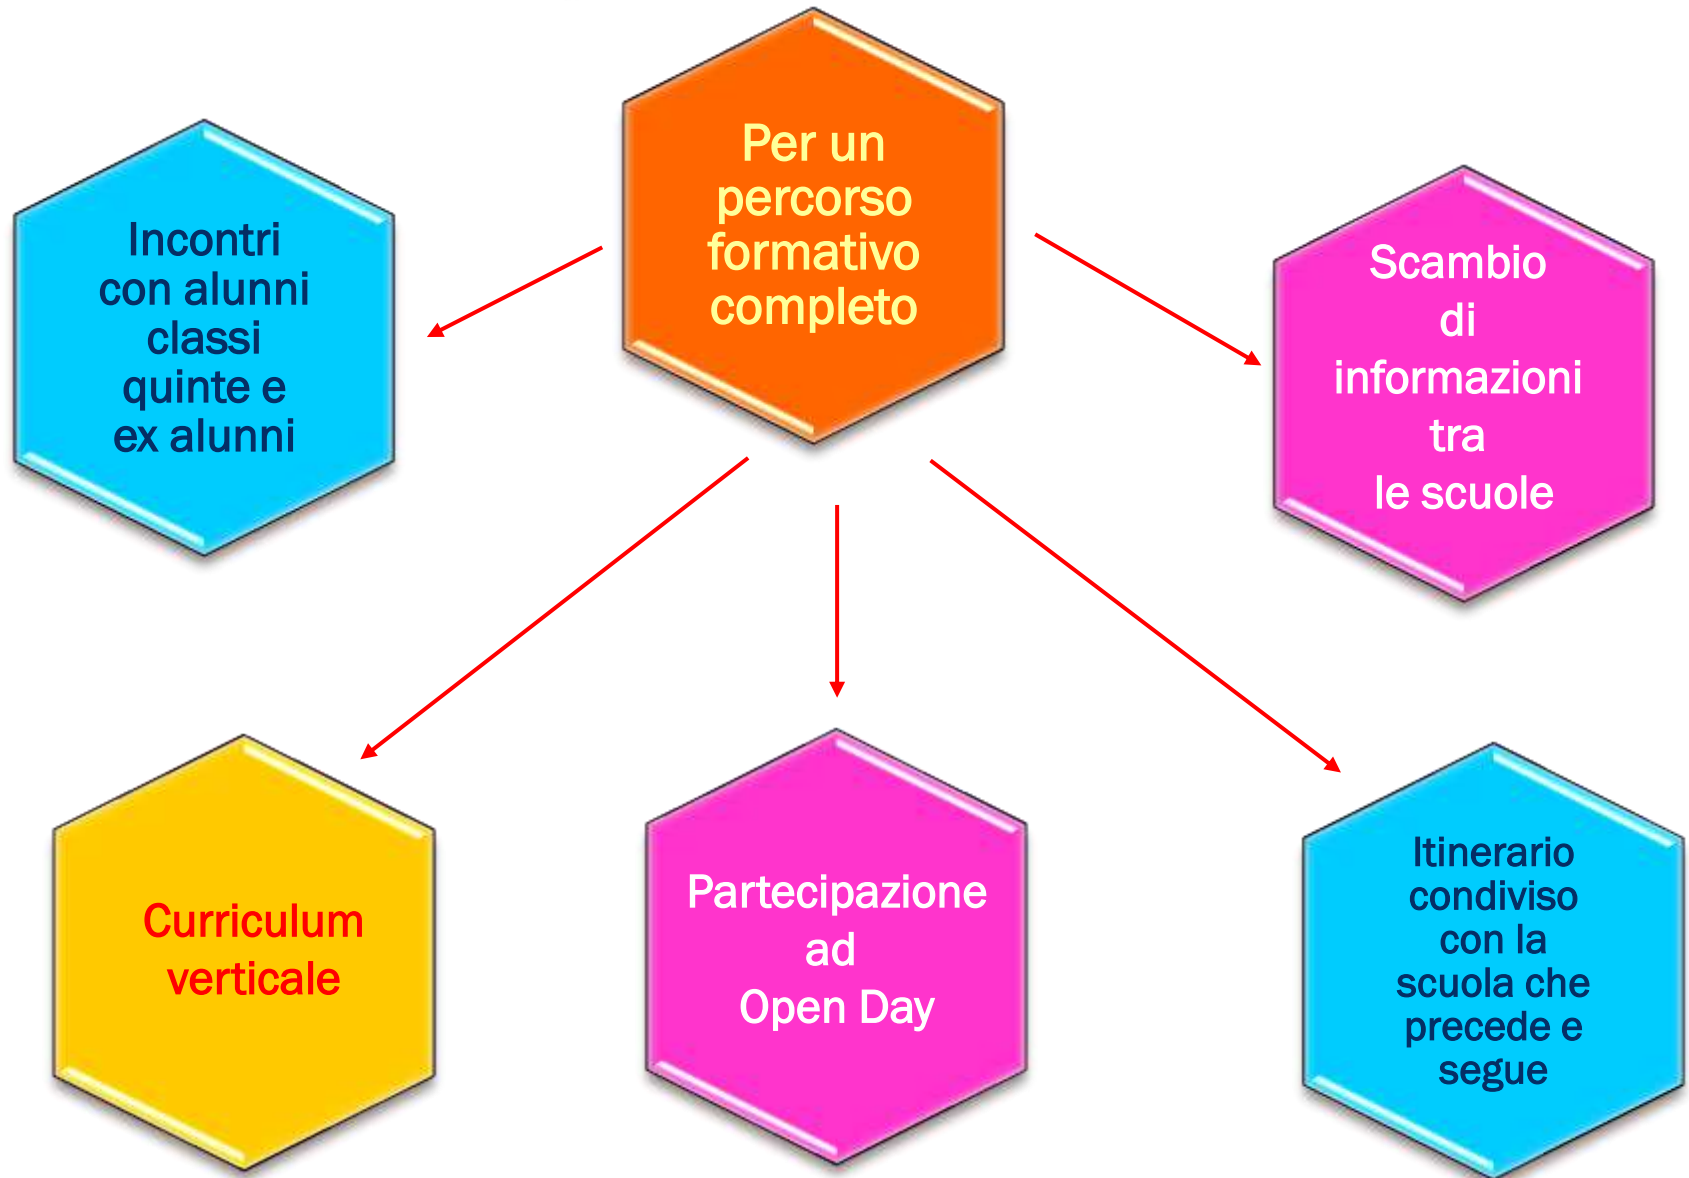 Per un
percorso
formativo
completo
Incontri
con alunni
classi
quinte e
ex alunni
Scambio
di
informazioni
tra
le scuole
Curriculum
verticale
Partecipazione
ad
Open Day
Itinerario
condiviso
con la
scuola che
precede e
segue